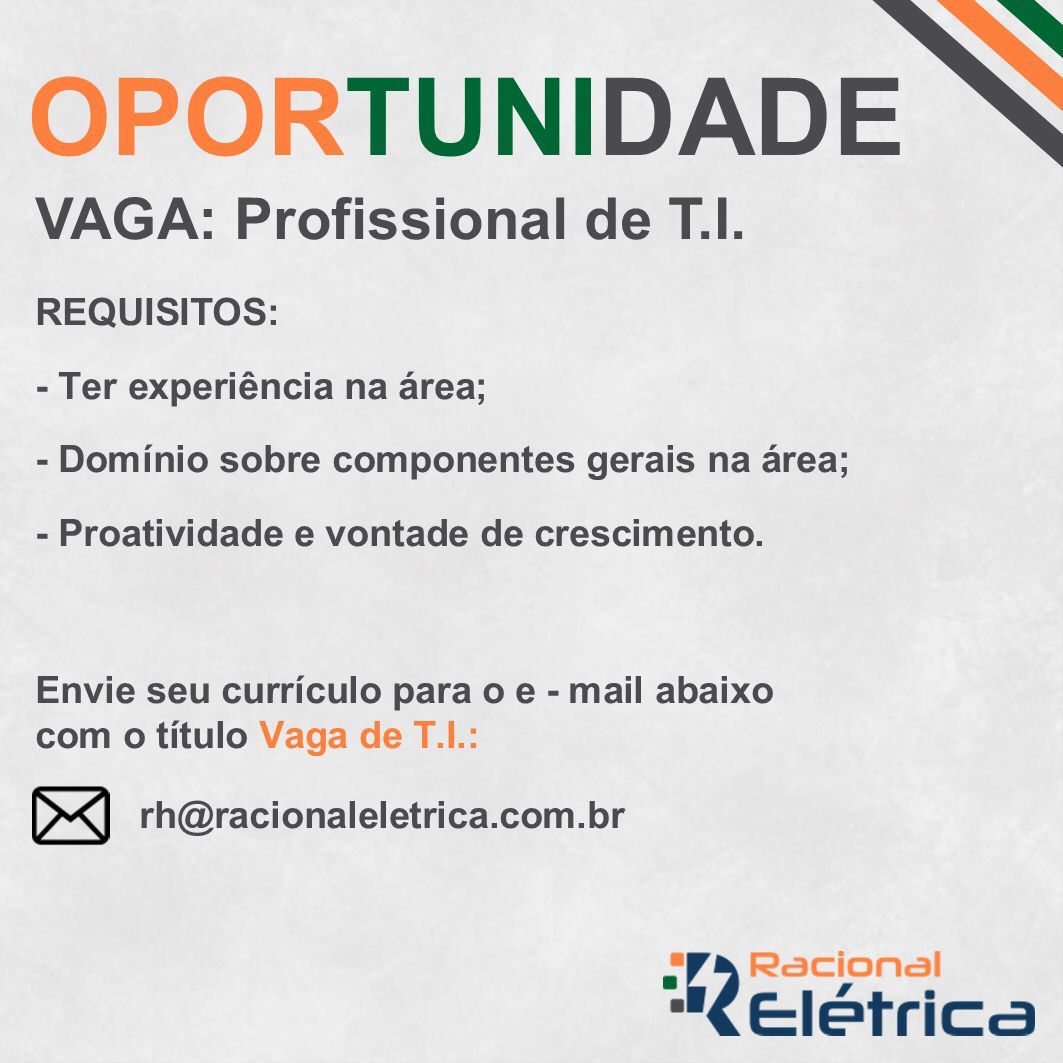 OPORTUNIDADE
VAGA: Profissional de T.I.
REQUISITOS:
- Ter experiência na área;
- Domínio sobre componentes gerais na área;
- Proatividade e vontade de crescimento.
Envie seu currículo para o e - mail abaixo
com o título Vaga de T.I.:
rh@racionaleletrica.com.br
Racional
Elétrica